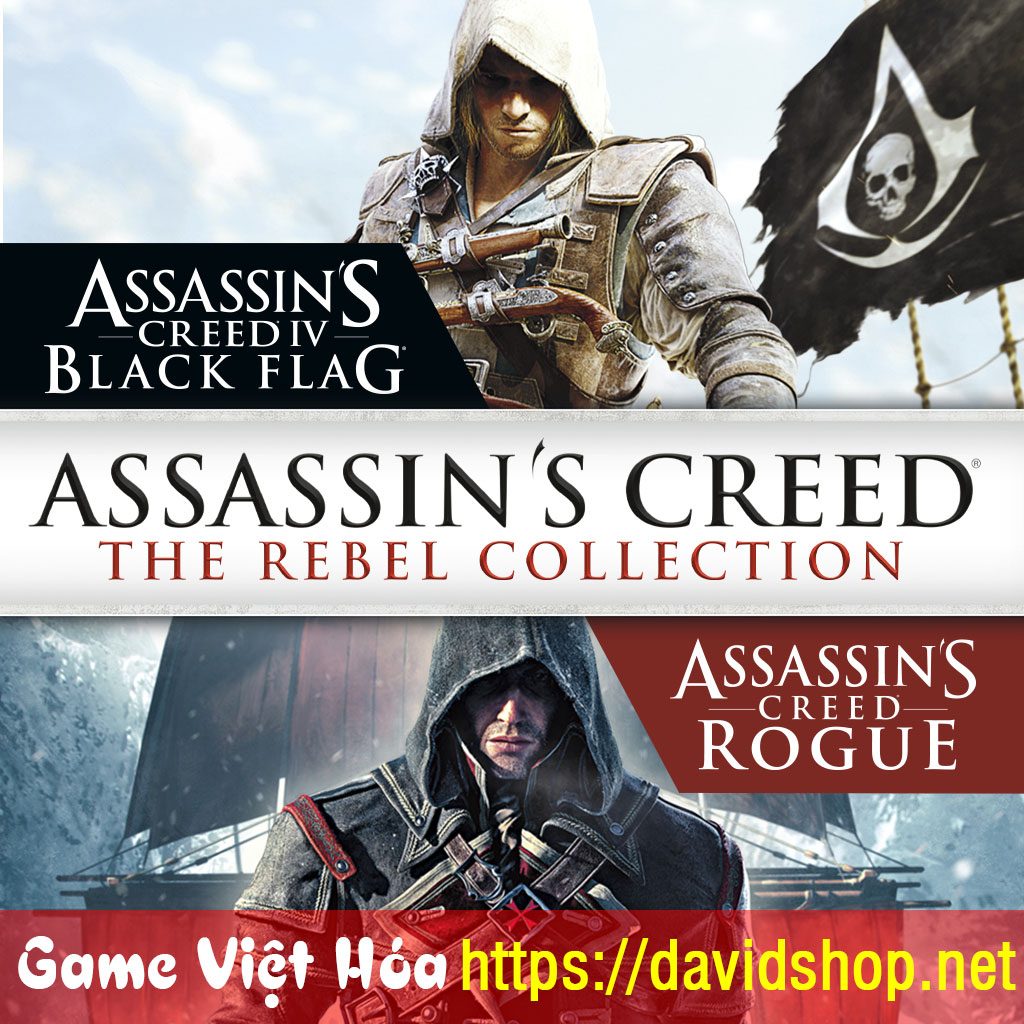 ASSASSIN'S
CREED IV
BLACK FLAG®
ASSASSIN'S CREED®
THE REBEL COLLECTION
ASSASSIN'S
CREED®
ROGUE
Game Việt Hóa https://davidshop.net